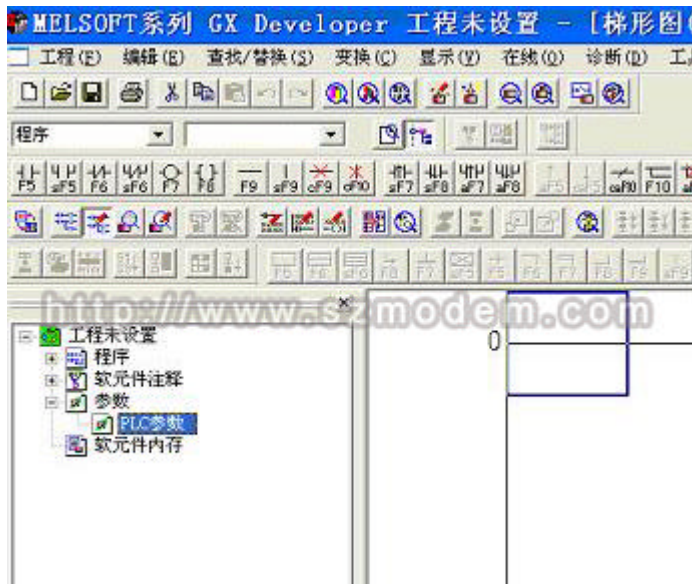 MELSOFT系列 GX Developer 工程未设置 - [梯形图(
工程(F) 编辑(E) 查找/替换(S) 变换(C) 显示(V) 在线(O) 诊断(D) 工
程序
F5 sF5 F6 sF6 F7 F8 F9 sF9 cF9 cF10 sF7 sF8 aF7 aF8 aF5 caF10 F10
http://www.szmodem.com
0
工程未设置
程序
软元件注释
参数
PLC参数
软元件内存